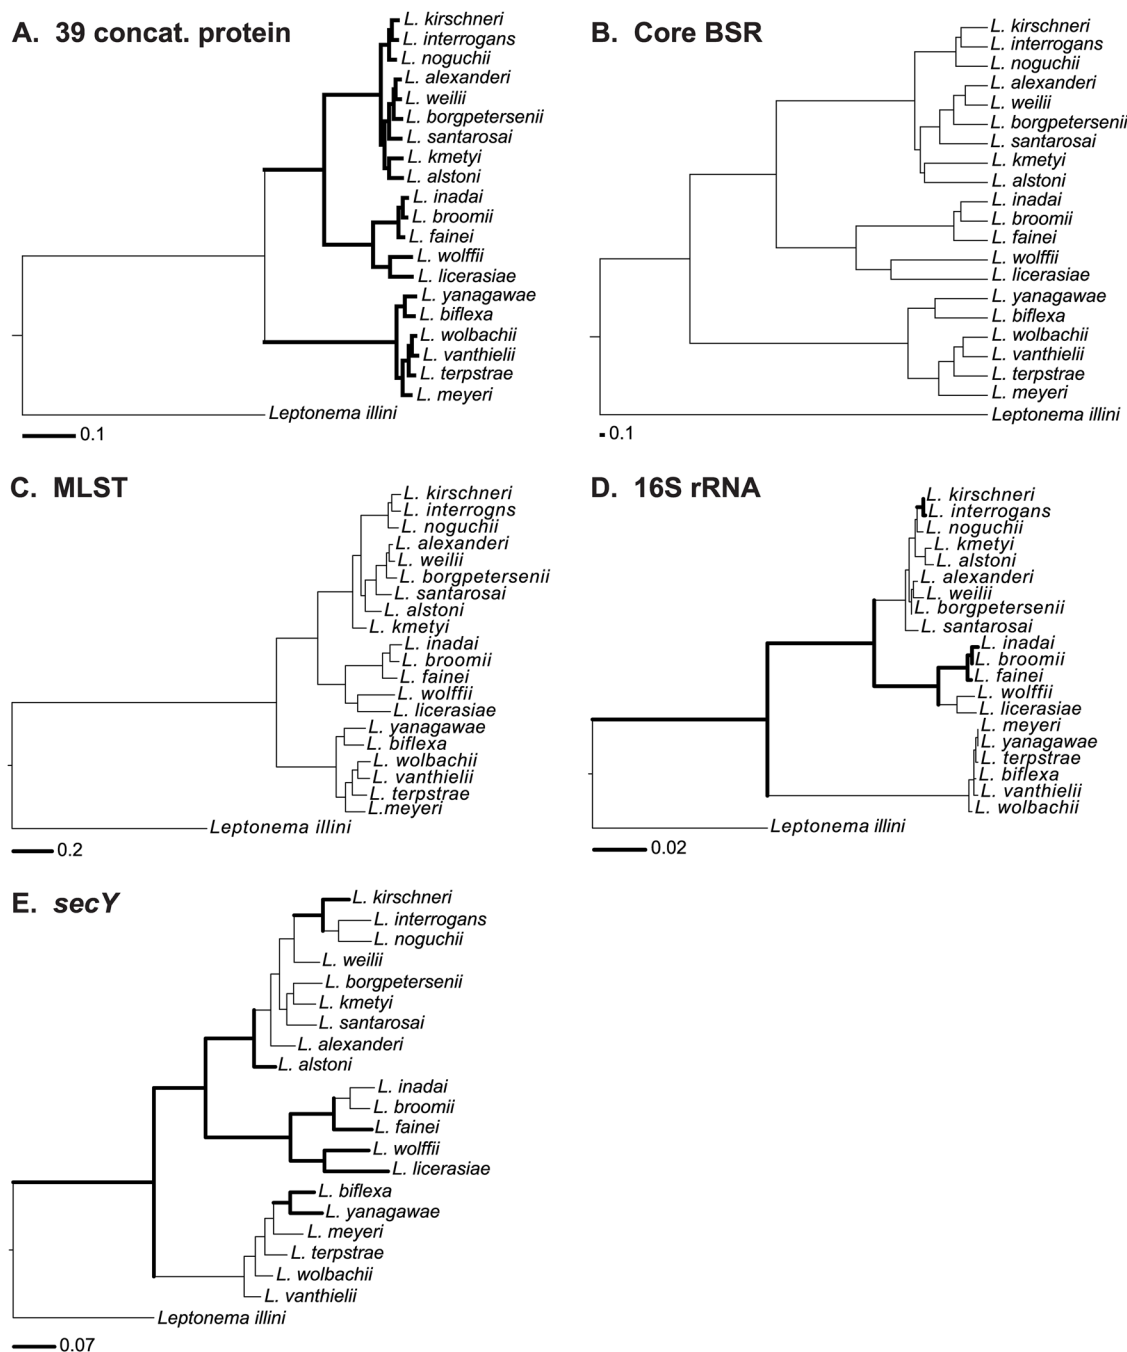 A. 39 concat. protein
L. kirschneri
L. interrogans
L. noguchii
L. alexanderi
L. weilii
L. borgpetersenii
L. santarosai
L. kmetyi
L. alstoni
L. inadai
L. broomii
L. fainei
L. wolffii
L. licerasiae
L. yanagawae
L. biflexa
L. wolbachii
L. vanthielii
L. terpstrae
L. meyeri
Leptonema illini
0.1
B. Core BSR
L. kirschneri
L. interrogans
L. noguchii
L. alexanderi
L. weilii
L. borgpetersenii
L. santarosai
L. kmetyi
L. alstoni
L. inadai
L. broomii
L. fainei
L. wolffii
L. licerasiae
L. yanagawae
L. biflexa
L. wolbachii
L. vanthielii
L. terpstrae
L. meyeri
Leptonema illini
0.1
C. MLST
L. kirschneri
L. interrogns
L. noguchii
L. alexanderi
L. weilii
L. borgpetersenii
L. santarosai
L. alstoni
L. kmetyi
L. inadai
L. broomii
L. fainei
L. wolffii
L. licerasiae
L. yanagawae
L. biflexa
L. wolbachii
L. vanthielii
L. terpstrae
L.meyeri
Leptonema illini
0.2
D. 16S rRNA
L. kirschneri
L. interrogans
L. noguchii
L. kmetyi
L. alstoni
L. alexanderi
L. weilii
L. borgpetersenii
L. santarosai
L. inadai
L. broomii
L. fainei
L. wolffii
L. licerasiae
L. meyeri
L. yanagawae
L. terpstrae
L. biflexa
L. vanthielii
L. wolbachii
Leptonema illini
0.02
E. secY
L. kirschneri
L. interrogans
L. noguchii
L. weilii
L. borgpetersenii
L. kmetyi
L. santarosai
L. alexanderi
L. alstoni
L. inadai
L. broomii
L. fainei
L. wolffii
L. licerasiae
L. biflexa
L. yanagawae
L. meyeri
L. terpstrae
L. wolbachii
L. vanthielii
Leptonema illini
0.07